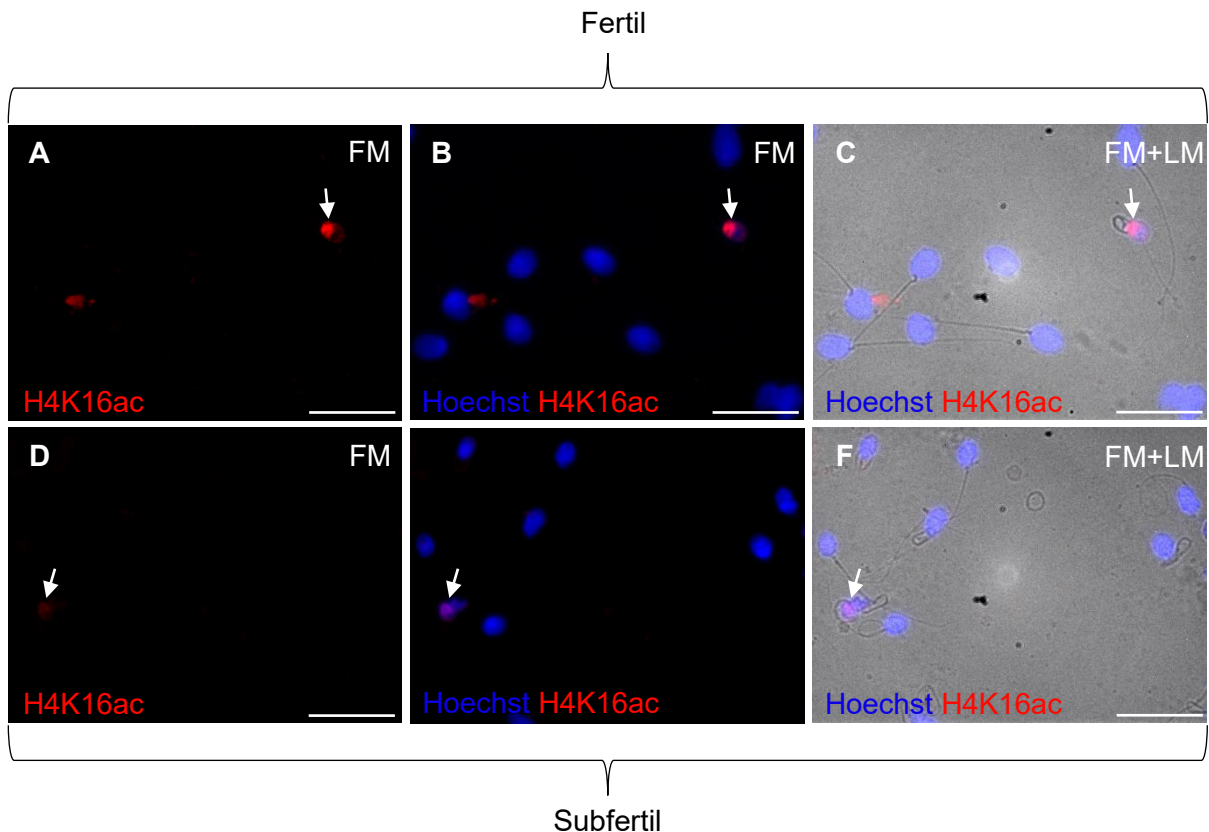 Fertil
A FM
B FM
C FM+LM
H4K16ac
Hoechst H4K16ac
Hoechst H4K16ac
D FM
F FM+LM
H4K16ac
Hoechst H4K16ac
Hoechst H4K16ac
Subfertil